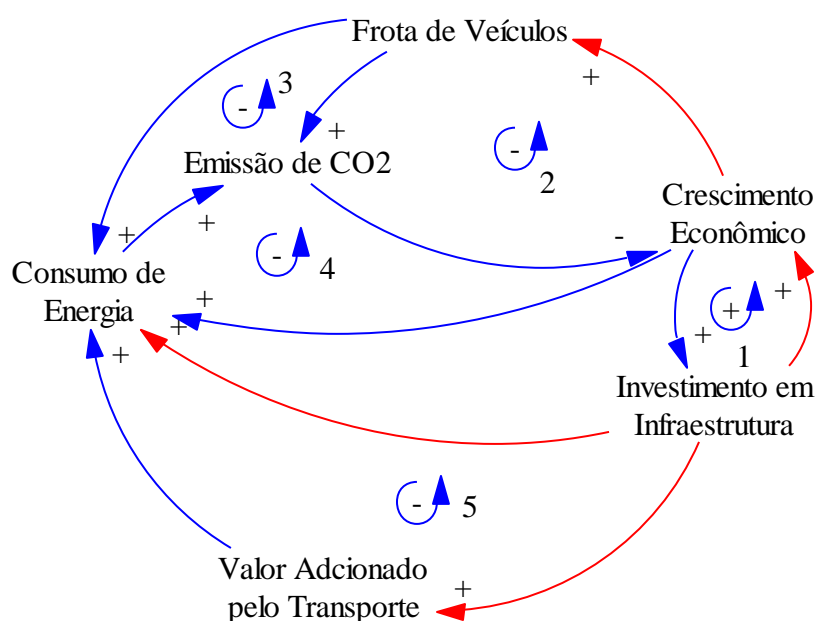 Frota de Veículos
- 3
+
+
- 2
Emissão de CO2
Crescimento
Econômico
+
+
-
- 4
Consumo de
Energia
+
+
+
+
+
+
1
+
Investimento em
Infraestrutura
- 5
Valor Adcionado
pelo Transporte
+